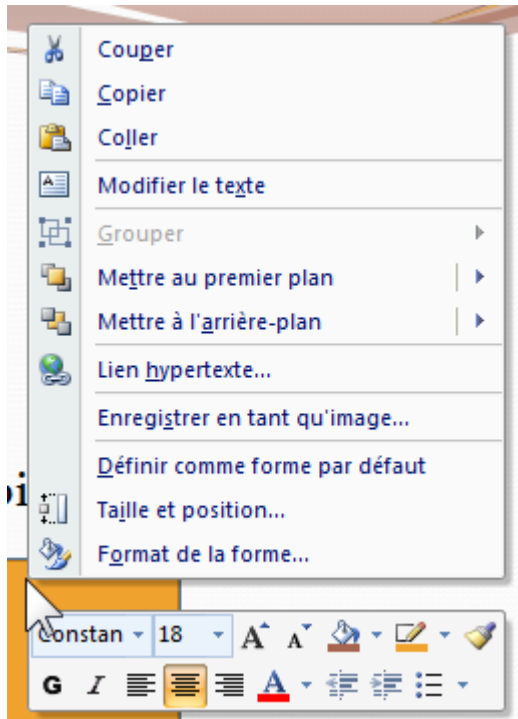 Couper
Copier
Coller
Modifier le texte
Grouper
Mettre au premier plan
Mettre à l'arrière-plan
Lien hypertexte...
Enregistrer en tant qu'image...
Définir comme forme par défaut
Taille et position...
Format de la forme...
Constan 18 A A
G I A